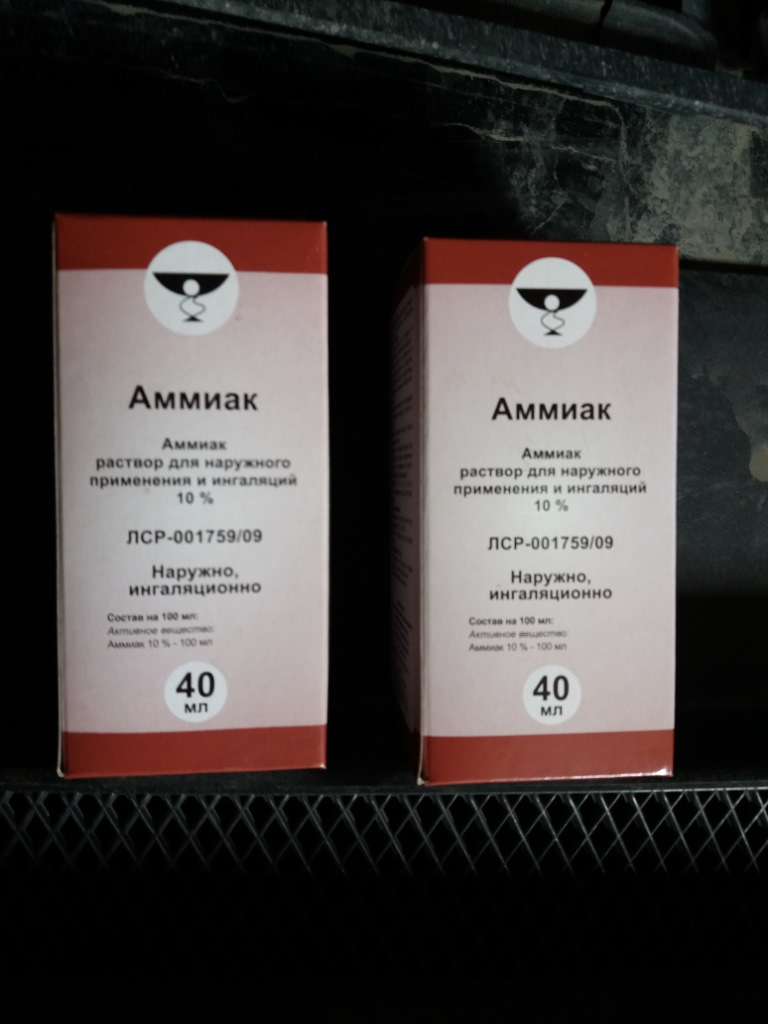 Аммиак
Аммиак
раствор для наружного
применения и ингаляций
10 %
ЛСР-001759/09
Наружно,
ингаляционно
Состав на 100 мл:
Активное вещество:
Аммиак 10 % - 100 мл
40
мл
Аммиак
Аммиак
раствор для наружного
применения и ингаляций
10 %
ЛСР-001759/09
Наружно,
ингаляционно
Состав на 100 мл:
Активное вещество:
Аммиак 10 % - 100 мл
40
мл